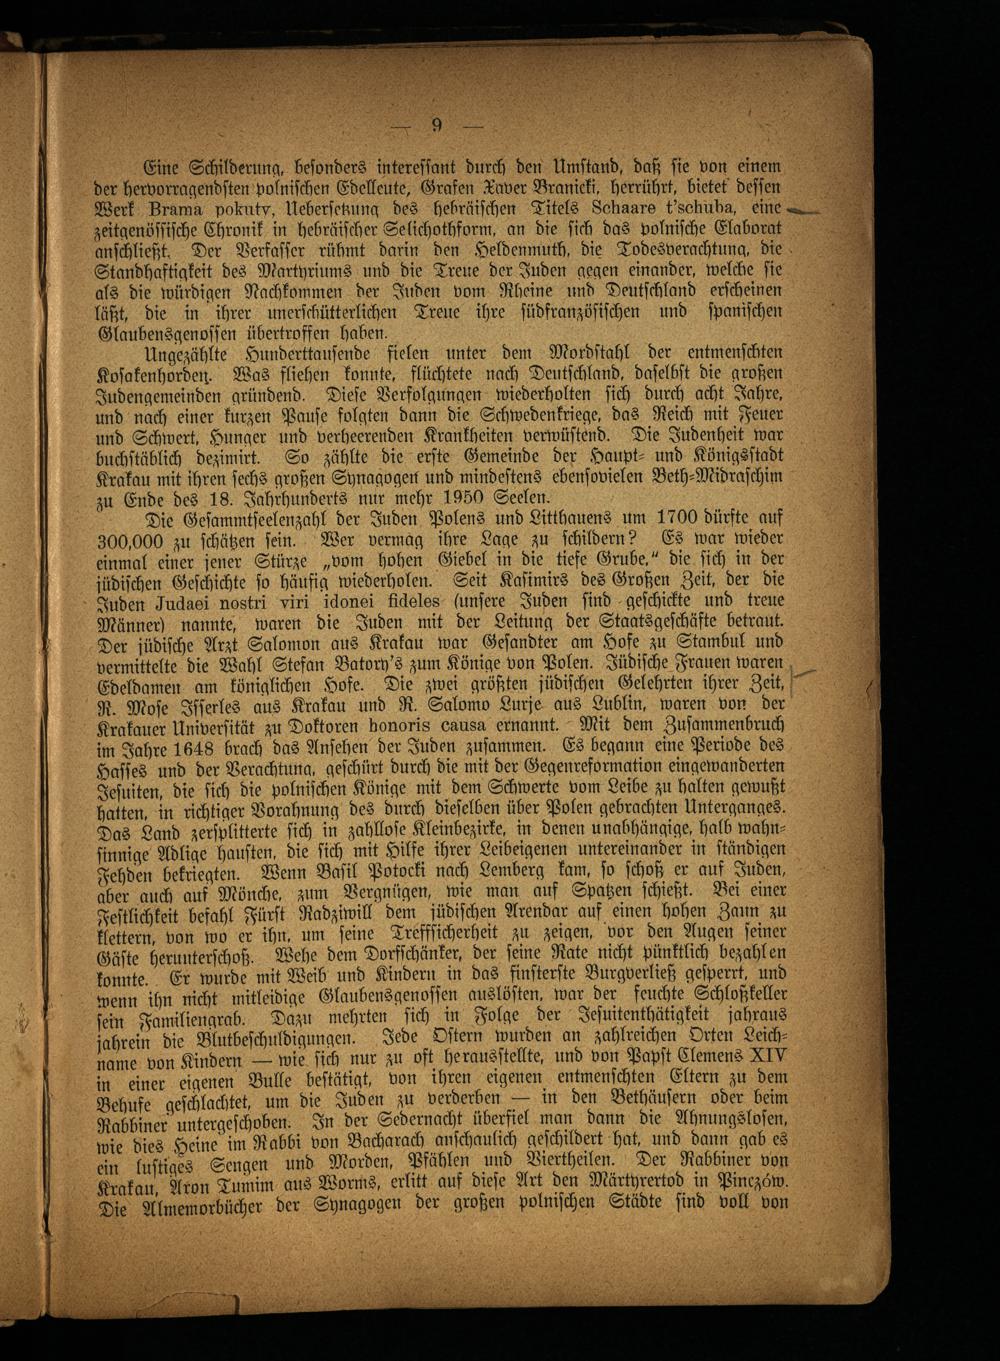 — 9 —
Eine Schilderung, besonders interessant durch den Umstand, daß sie von einem
der hervorragendsten polnischen Edelleute, Grafen Xaver Branicki, herrührt, bietet dessen
Werk Brama pokuty, Uebersetzung des hebräischen Titels Schaare t'schuba, eine
zeitgenössische Chronik in hebräischer Selichothform, an die sich das polnische Elaborat
anschließt. Der Verfasser rühmt darin den Heldenmuth, die Todesverachtung, die
Standhaftigkeit des Martyriums und die Treue der Juden gegen einander, welche sie
als die würdigen Nachkommen der Juden vom Rheine und Deutschland erscheinen
läßt, die in ihrer unerschütterlichen Treue ihre südfranzösischen und spanischen
Glaubensgenossen übertroffen haben.
Ungezählte Hunderttausende fielen unter dem Mordstahl der entmenschten
Kosakenhorden. Was fliehen konnte, flüchtete nach Deutschland, daselbst die großen
Judengemeinden gründend. Diese Verfolgungen wiederholten sich durch acht Jahre,
und nach einer kurzen Pause folgten dann die Schwedenkriege, das Reich mit Feuer
und Schwert, Hunger und verheerenden Krankheiten verwüstend. Die Judenheit war
buchstäblich dezimirt. So zählte die erste Gemeinde der Haupt- und Königsstadt
Krakau mit ihren sechs großen Synagogen und mindestens ebensovielen Beth-Midraschim
zu Ende des 18. Jahrhunderts nur mehr 1950 Seelen.
Die Gesammtseelenzahl der Juden Polens und Litthauens um 1700 dürfte auf
300,000 zu schätzen sein. Wer vermag ihre Lage zu schildern? Es war wieder
einmal einer jener Stürze „vom hohen Giebel in die tiefe Grube," die sich in der
jüdischen Geschichte so häufig wiederholen. Seit Kasimirs des Großen Zeit, der die
Juden Judaei nostri viri idonei fideles (unsere Juden sind geschickte und treue
Männer) nannte, waren die Juden mit der Leitung der Staatsgeschäfte betraut.
Der jüdische Arzt Salomon aus Krakau war Gesandter am Hofe zu Stambul und
vermittelte die Wahl Stefan Batory's zum Könige von Polen. Jüdische Frauen waren
Edeldamen am königlichen Hofe. Die zwei größten jüdischen Gelehrten ihrer Zeit,
R. Mose Isserles aus Krakau und R. Salomo Lurje aus Lublin, waren von der
Krakauer Universität zu Doktoren honoris causa ernannt. Mit dem Zusammenbruch
im Jahre 1648 brach das Ansehen der Juden zusammen. Es begann eine Periode des
Hasses und der Verachtung, geschürt durch die mit der Gegenreformation eingewanderten
Jesuiten, die sich die polnischen Könige mit dem Schwerte vom Leibe zu halten gewußt
hatten, in richtiger Vorahnung des durch dieselben über Polen gebrachten Unterganges.
Das Land zersplitterte sich in zahllose Kleinbezirke, in denen unabhängige, halb wahn-
sinnige Adlige hausten, die sich mit Hilfe ihrer Leibeigenen untereinander in ständigen
Fehden bekriegten. Wenn Basil Potocki nach Lemberg kam, so schoß er auf Juden,
aber auch auf Mönche, zum Vergnügen, wie man auf Spatzen schießt. Bei einer
Festlichkeit befahl Fürst Radziwill dem jüdischen Arendar auf einen hohen Zaun zu
klettern, von wo er ihn, um seine Treffsicherheit zu zeigen, vor den Augen seiner
Gäste herunterschoß. Wehe dem Dorfschänker, der seine Rate nicht pünktlich bezahlen
konnte. Er wurde mit Weib und Kindern in das finsterste Burgverließ gesperrt, und
wenn ihn nicht mitleidige Glaubensgenossen auslösten, war der feuchte Schloßkeller
sein Familiengrab. Dazu mehrten sich in Folge der Jesuitenthätigkeit jahraus
jahrein die Blutbeschuldigungen. Jede Ostern wurden an zahlreichen Orten Leich-
name von Kindern — wie sich nur zu oft herausstellte, und von Papst Clemens XIV
in einer eigenen Bulle bestätigt, von ihren eigenen entmenschten Eltern zu dem
Behufe geschlachtet, um die Juden zu verderben — in den Bethäusern oder beim
Rabbiner untergeschoben. In der Sedernacht überfiel man dann die Ahnungslosen,
wie dies Heine im Rabbi von Bacharach anschaulich geschildert hat, und dann gab es
ein lustiges Sengen und Morden, Pfählen und Viertheilen. Der Rabbiner von
Krakau, Aron Tumim aus Worms, erlitt auf diese Art den Märtyrertod in Pinczów.
Die Almemorbücher der Synagogen der großen polnischen Städte sind voll von